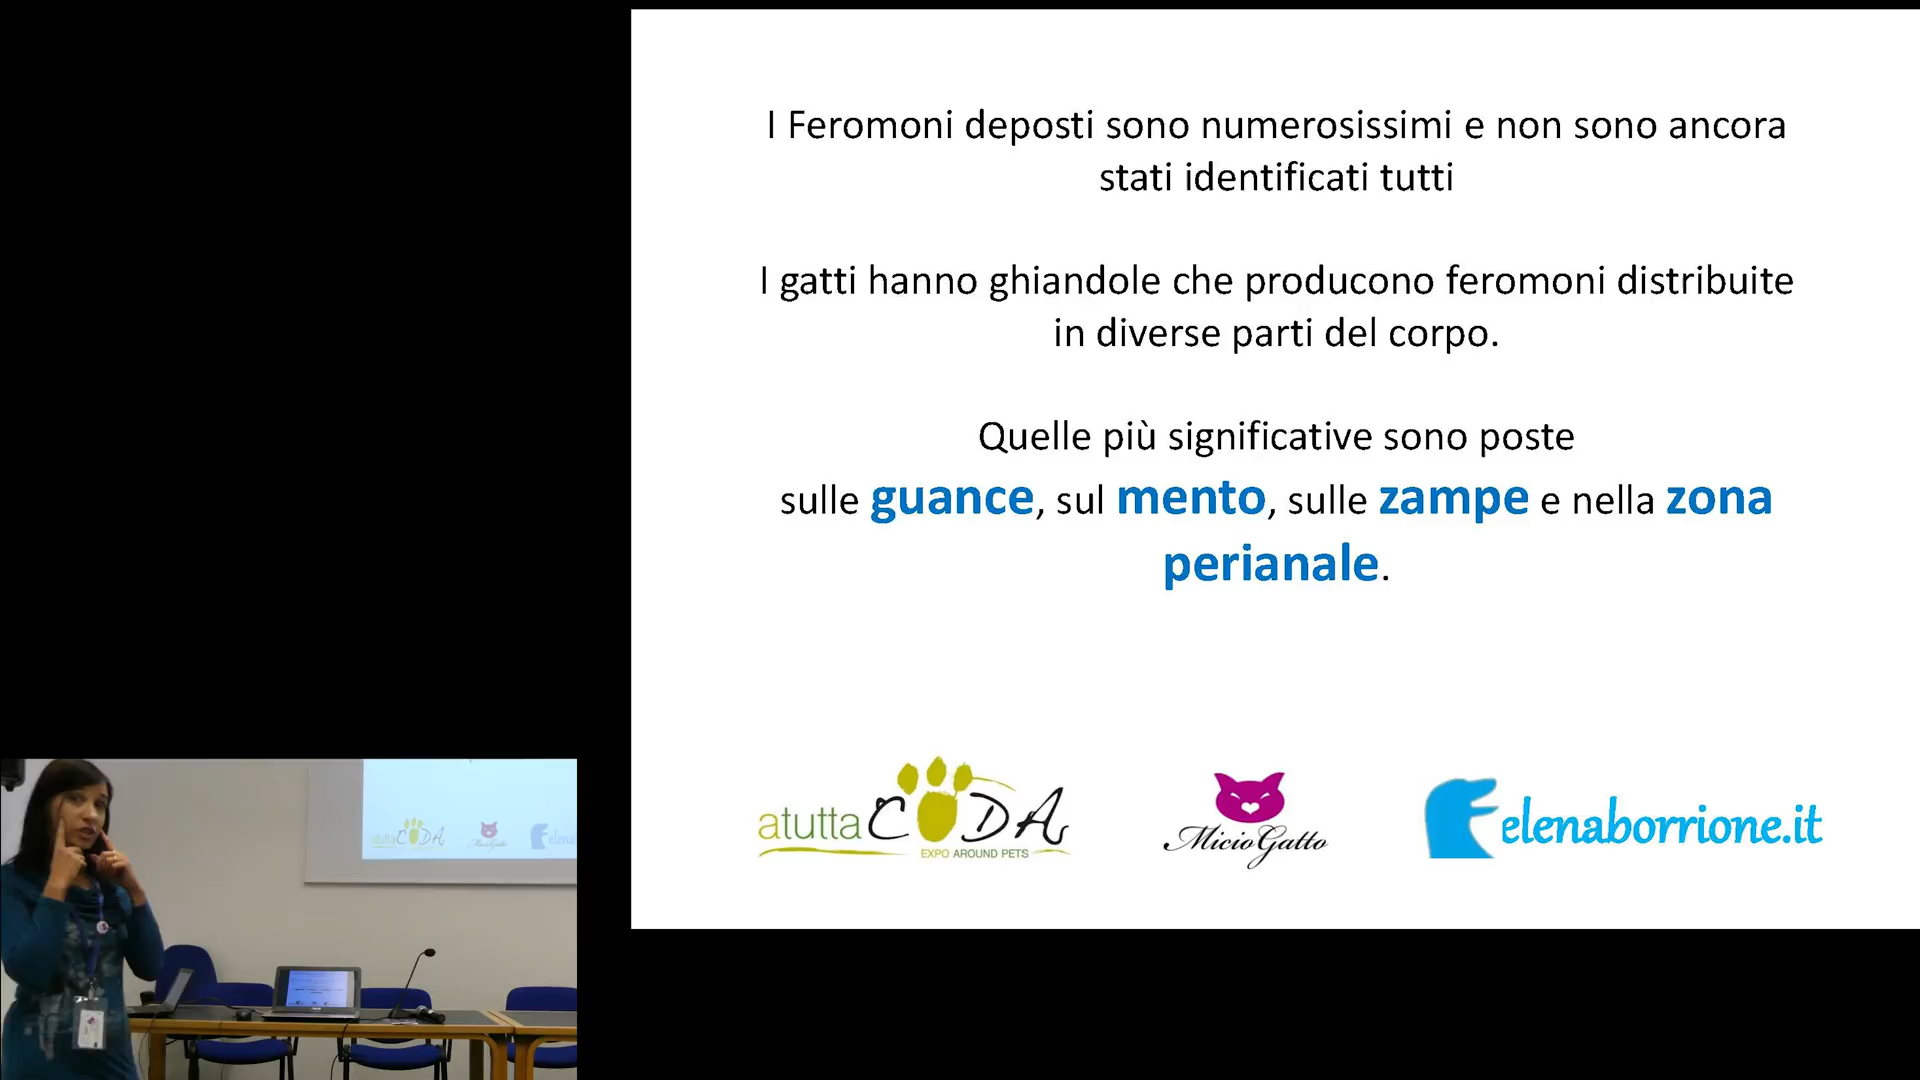 I Feromoni deposti sono numerosissimi e non sono ancora
stati identificati tutti
I gatti hanno ghiandole che producono feromoni distribuite
in diverse parti del corpo.
Quelle più significative sono poste
sulle guance, sul mento, sulle zampe e nella zona
perianale.
atuttaCODA
EXPO AROUND PETS
MicioGatto
elenaborrione.it